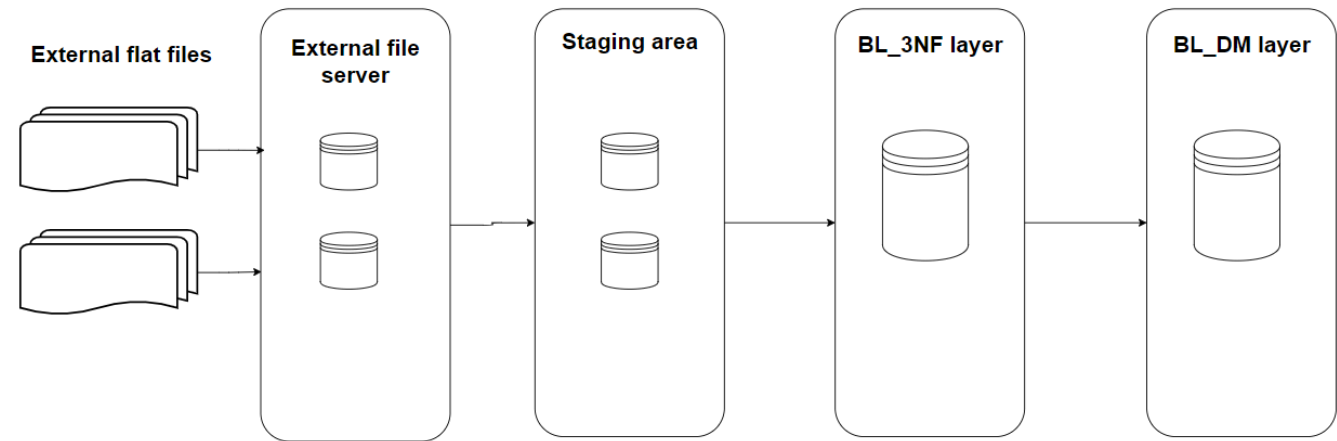 External flat files
External file
server
Staging area
BL_3NF layer
BL_DM layer